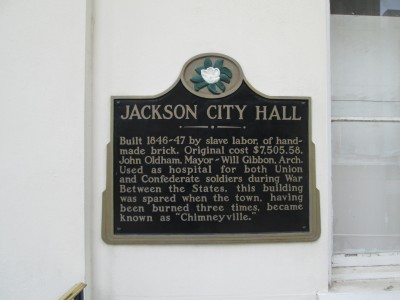 JACKSON CITY HALL
Built 1846-47 by slave labor, of hand-
made brick. Original cost $7,505.58.
John Oldham, Mayor - Will Gibbon, Arch.
Used as hospital for both Union
and Confederate soldiers during War
Between the States, this building
was spared when the town, having
been burned three times, became
known as "Chimneyville."